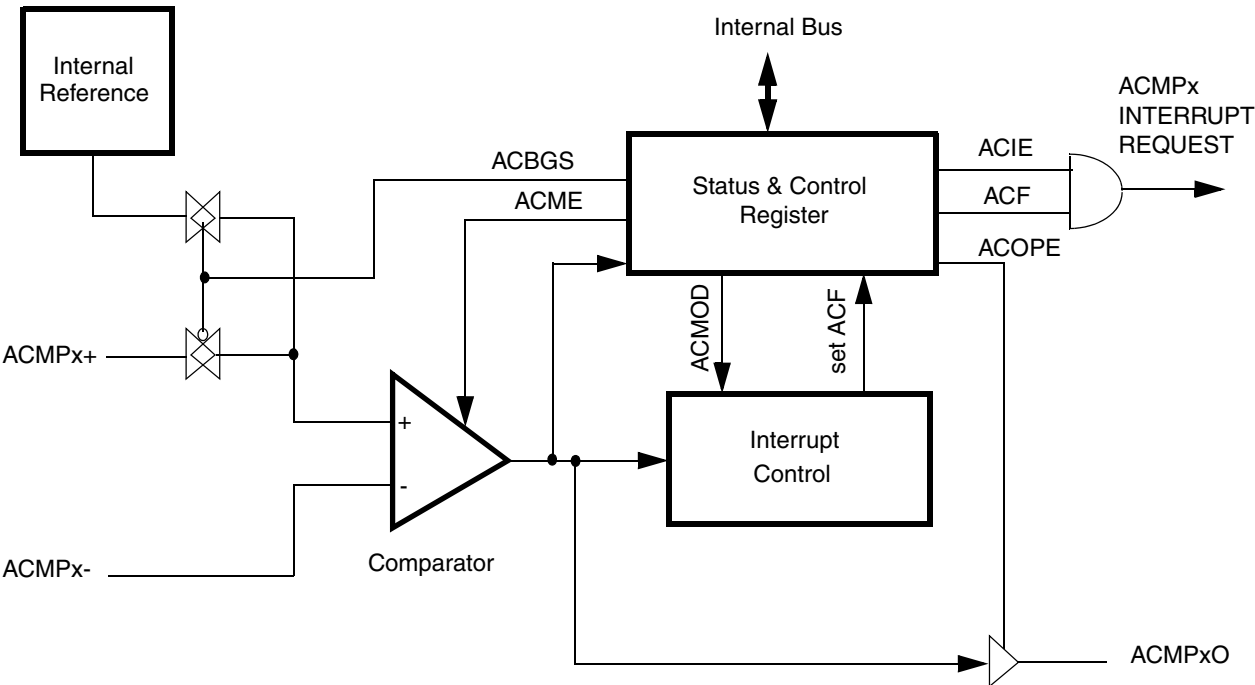 Internal Bus
Internal
Reference
ACMPx
INTERRUPT
REQUEST
ACBGS
ACME
Status & Control
Register
ACIE
ACF
ACOPE
ACMOD
set ACF
ACMPx+
+
-
Interrupt
Control
Comparator
ACMPx-
ACMPxO